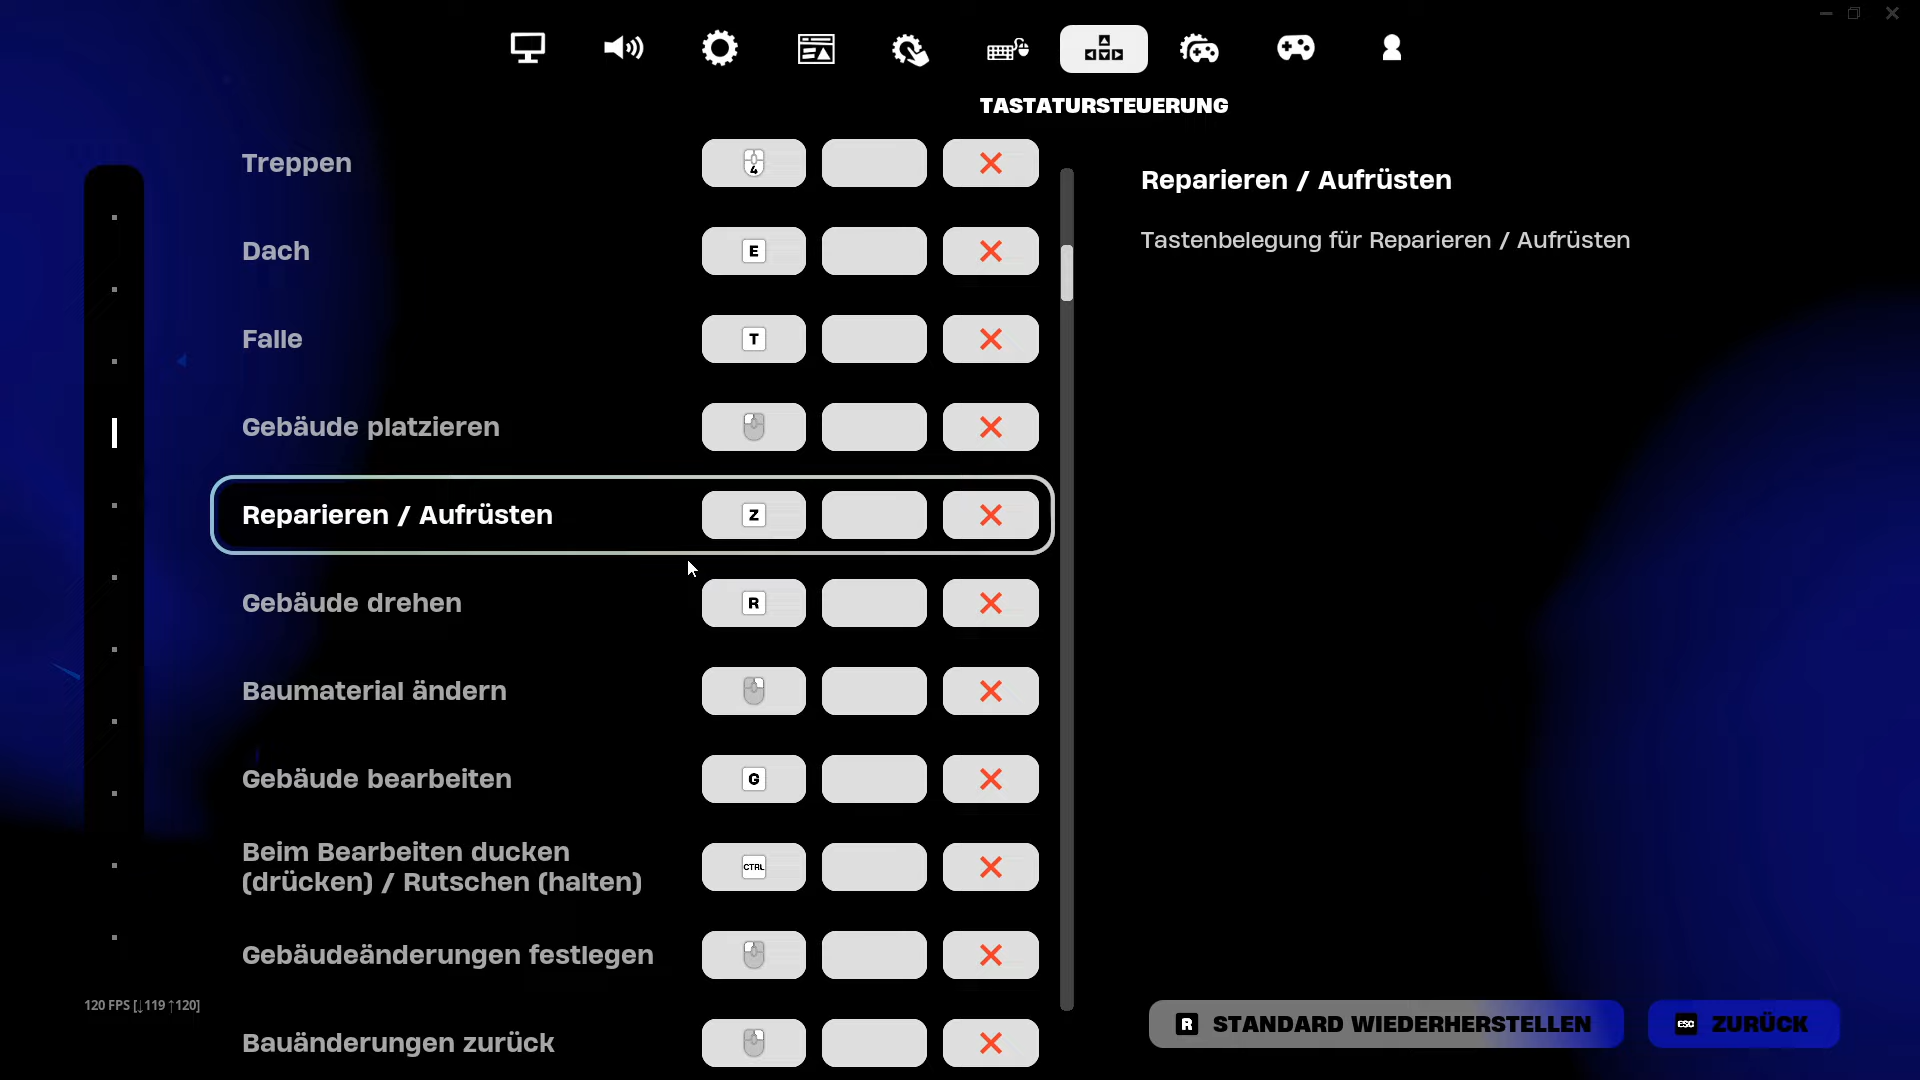 TASTATURSTEUERUNG
Treppen
4
Reparieren / Aufrüsten
Tastenbelegung für Reparieren / Aufrüsten
Dach
E
Falle
T
Gebäude platzieren
Reparieren / Aufrüsten
Z
Gebäude drehen
R
Baumaterial ändern
Gebäude bearbeiten
G
Beim Bearbeiten ducken
(drücken) / Rutschen (halten)
CTRL
Gebäudeänderungen festlegen
Bauänderungen zurück
120 FPS [↓119 ↑120]
R STANDARD WIEDERHERSTELLEN
ESC ZURÜCK